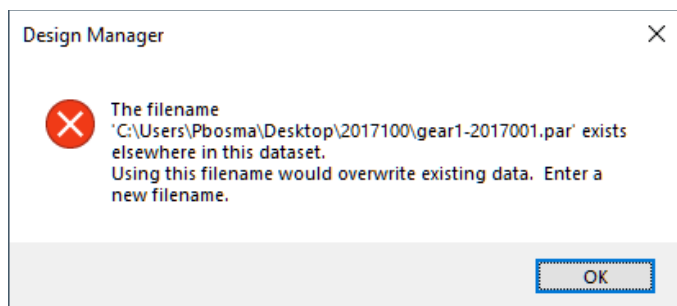 Design Manager
The filename
'C:\Users\Pbosma\Desktop\2017100\gear1-2017001.par' exists
elsewhere in this dataset.
Using this filename would overwrite existing data.  Enter a
new filename.
OK